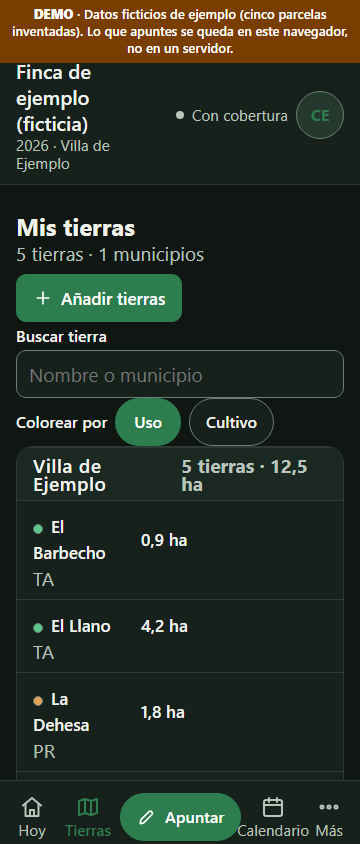 DEMO · Datos ficticios de ejemplo (cinco parcelas
inventadas). Lo que apuntes se queda en este navegador,
no en un servidor.
Finca de
ejemplo
(ficticia)
2026 · Villa de
Ejemplo
Con cobertura
CE
Mis tierras
5 tierras · 1 municipios
Añadir tierras
Buscar tierra
Nombre o municipio
Colorear por
Uso
Cultivo
Villa de
Ejemplo
5 tierras · 12,5
ha
El
Barbecho
TA
0,9 ha
El Llano
TA
4,2 ha
La
Dehesa
PR
1,8 ha
Hoy
Tierras
Apuntar
Calendario
Más